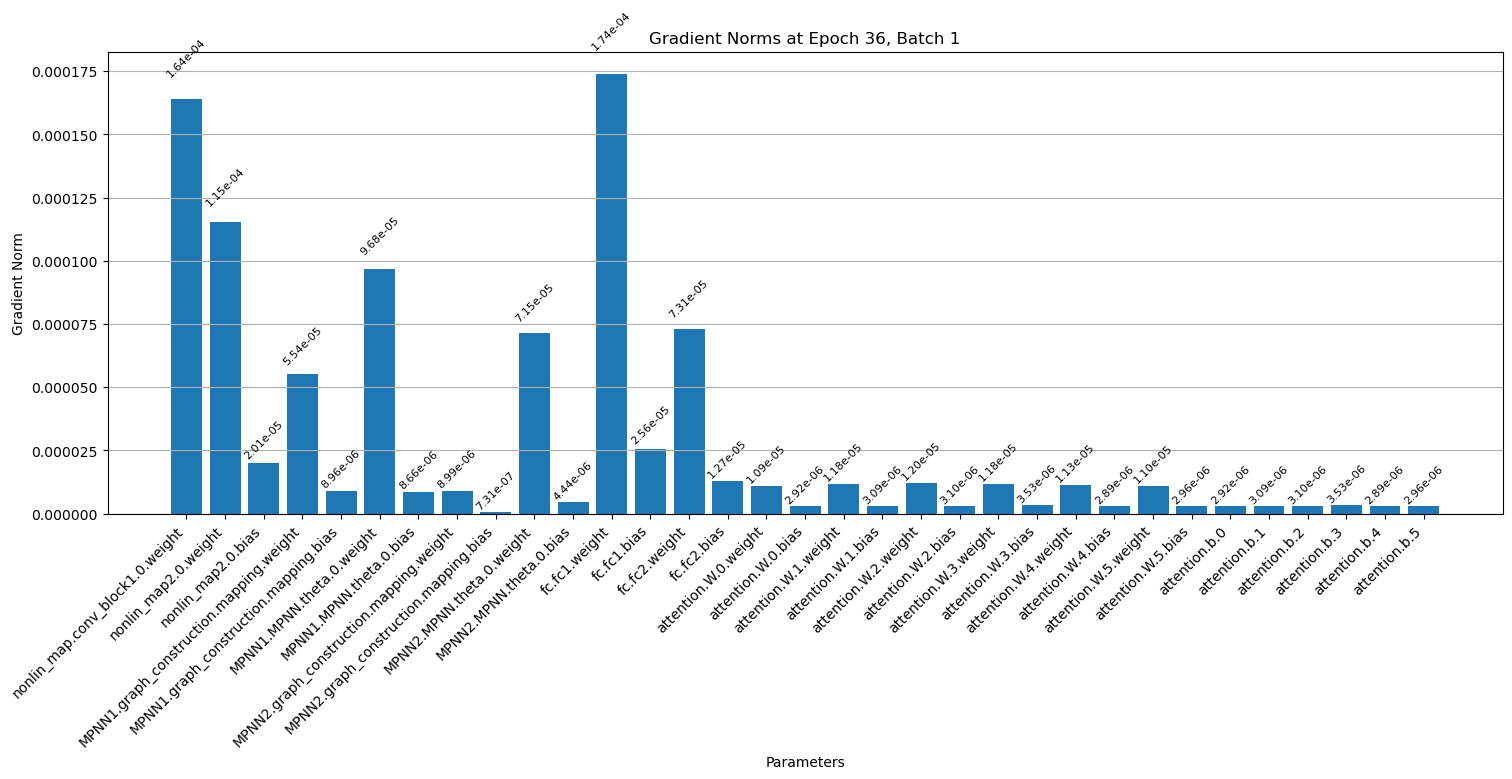 Gradient Norms at Epoch 36, Batch 1
Gradient Norm
0.000175
0.000150
0.000125
0.000100
0.000075
0.000050
0.000025
0.000000
1.64e-04
1.15e-04
2.01e-05
5.54e-05
8.96e-06
9.68e-05
8.66e-06
8.99e-06
7.31e-07
7.15e-05
4.44e-06
1.74e-04
2.56e-05
7.31e-05
1.27e-05
1.09e-05
2.92e-06
1.18e-05
3.09e-06
1.20e-05
3.10e-06
1.18e-05
3.53e-06
1.13e-05
2.89e-06
1.10e-05
2.96e-06
2.92e-06
3.09e-06
3.10e-06
3.53e-06
2.89e-06
2.96e-06
nonlin_map.conv_block1.0.weight
nonlin_map2.0.weight
nonlin_map2.0.bias
MPNN1.graph_construction.mapping.weight
MPNN1.graph_construction.mapping.bias
MPNN1.MPNN.theta.0.weight
MPNN1.MPNN.theta.0.bias
MPNN2.graph_construction.mapping.weight
MPNN2.graph_construction.mapping.bias
MPNN2.MPNN.theta.0.weight
MPNN2.MPNN.theta.0.bias
fc.fc1.weight
fc.fc1.bias
fc.fc2.weight
fc.fc2.bias
attention.W.0.weight
attention.W.0.bias
attention.W.1.weight
attention.W.1.bias
attention.W.2.weight
attention.W.2.bias
attention.W.3.weight
attention.W.3.bias
attention.W.4.weight
attention.W.4.bias
attention.W.5.weight
attention.W.5.bias
attention.b.0
attention.b.1
attention.b.2
attention.b.3
attention.b.4
attention.b.5
Parameters